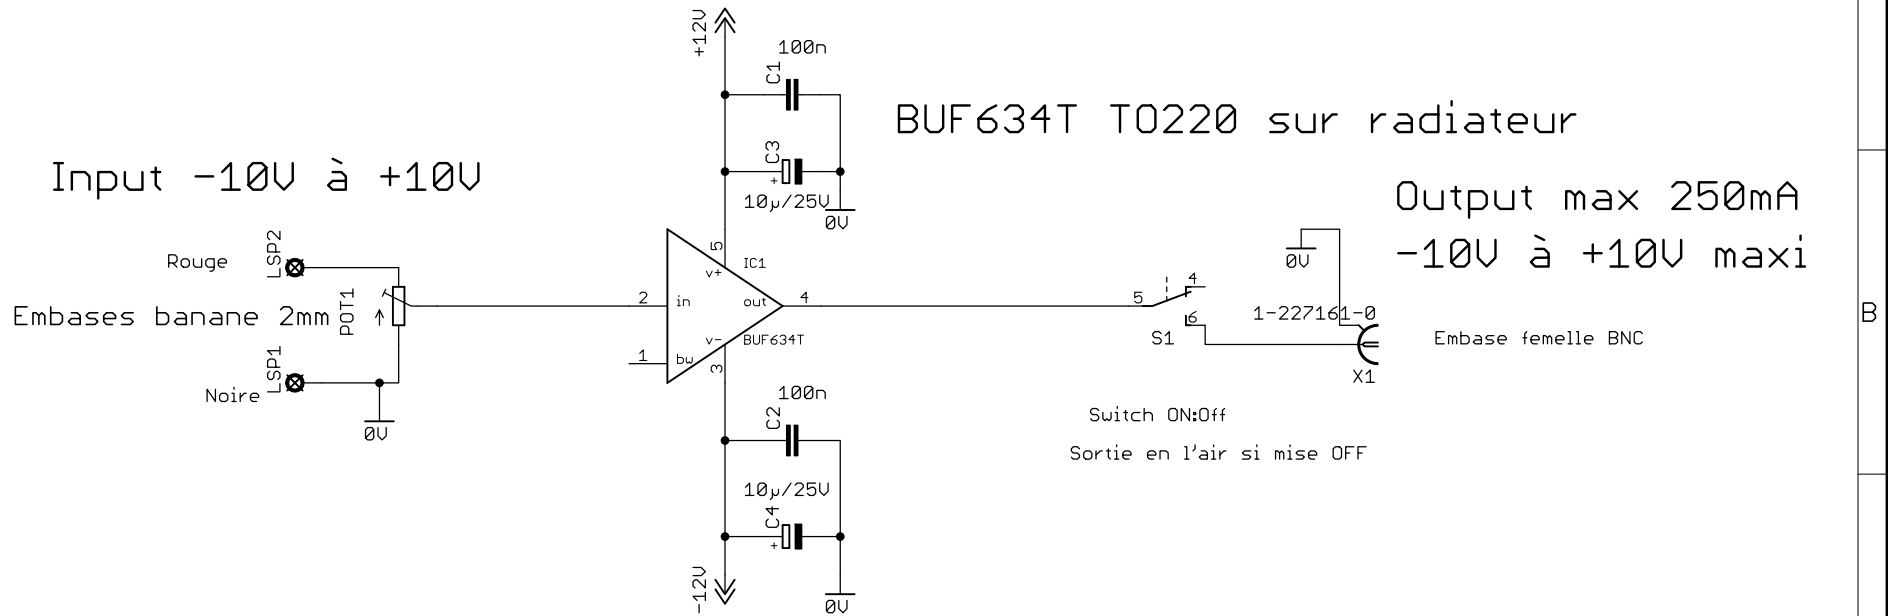 +12V
100n
C1
BUF634T TO220 sur radiateur
C3
+
10µ/25V
0V
Input -10V à +10V
Output max 250mA
-10V à +10V maxi
Rouge
LSP2
Embases banane 2mm
POT1
LSP1
Noire
0V
5
v+
IC1
2
in
out
4
v-
BUF634T
1
bw
3
5
4
6
S1
0V
1-227161-0
X1
Embase femelle BNC
B
100n
C2
Switch ON:Off
Sortie en l'air si mise OFF
10µ/25V
C4
+
-12V
0V